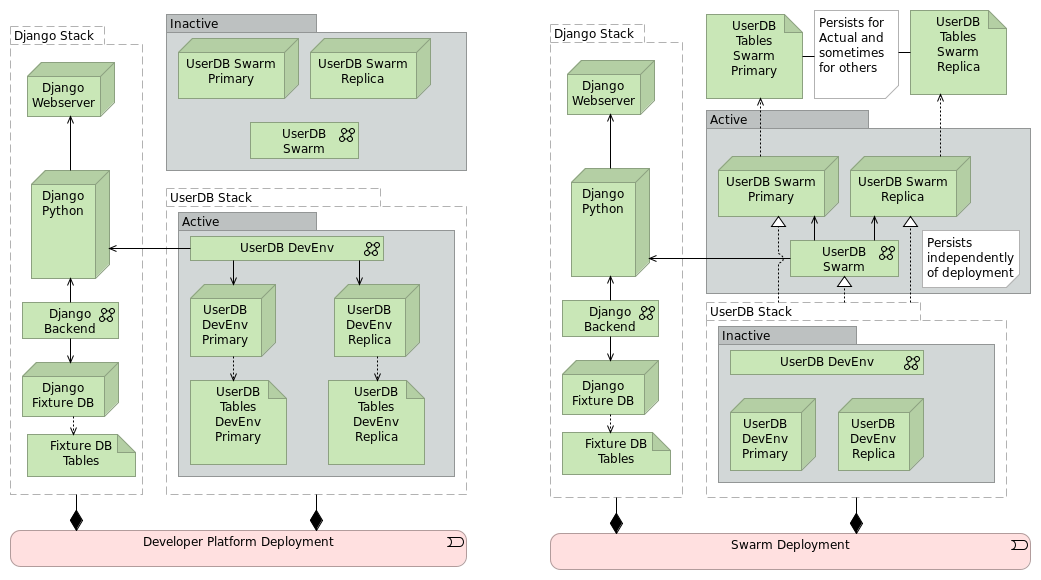 Django Stack
Django
Webserver
Django
Python
Django
Backend
Django
Fixture DB
Fixture DB
Tables
Inactive
UserDB Swarm
Primary
UserDB Swarm
Replica
UserDB
Swarm
UserDB Stack
Active
UserDB DevEnv
UserDB
DevEnv
Primary
UserDB
DevEnv
Replica
UserDB
Tables
DevEnv
Primary
UserDB
Tables
DevEnv
Replica
Developer Platform Deployment
Django Stack
Django
Webserver
Django
Python
Django
Backend
Django
Fixture DB
Fixture DB
Tables
UserDB
Tables
Swarm
Primary
Persists for
Actual and
sometimes
for others
UserDB
Tables
Swarm
Replica
Active
UserDB Swarm
Primary
UserDB Swarm
Replica
UserDB
Swarm
Persists
independently
of deployment
UserDB Stack
Inactive
UserDB DevEnv
UserDB
DevEnv
Primary
UserDB
DevEnv
Replica
Swarm Deployment